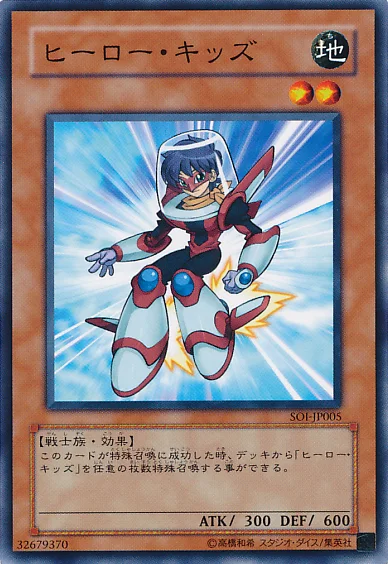 ヒーロー・キッズ
地
SOI-JP005
【戦士族・効果】
このカードが特殊召喚に成功した時、デッキから「ヒーロー・
キッズ」を任意の枚数特殊召喚する事ができる。
ATK/ 300 DEF/ 600
32679370
©高橋和希 スタジオ・ダイス/集英社